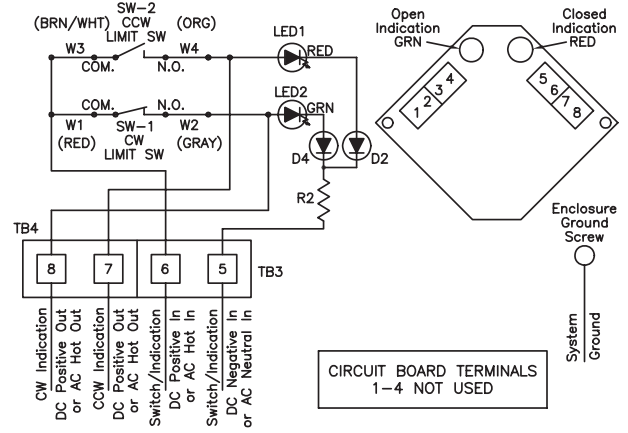 SW-2
(BRN/WHT) CCW (ORG)
LIMIT SW
W3 W4
COM. N.O.
LED1
RED
COM. N.O.
W1 SW-1 W2
(RED) CW (GRAY)
LIMIT SW
LED2
GRN
D4 D2
R2
TB4
8 7 6 5
TB3
CW Indication
DC Positive Out
or AC Hot Out
CCW Indication
DC Positive Out
or AC Hot Out
Switch/Indication
DC Positive In
or AC Hot In
Switch/Indication
DC Negative In
or AC Neutral In
Open
Indication
GRN
Closed
Indication
RED
1 2 3 4
5 6 7 8
Enclosure
Ground
Screw
System
Ground
CIRCUIT BOARD TERMINALS
1-4 NOT USED